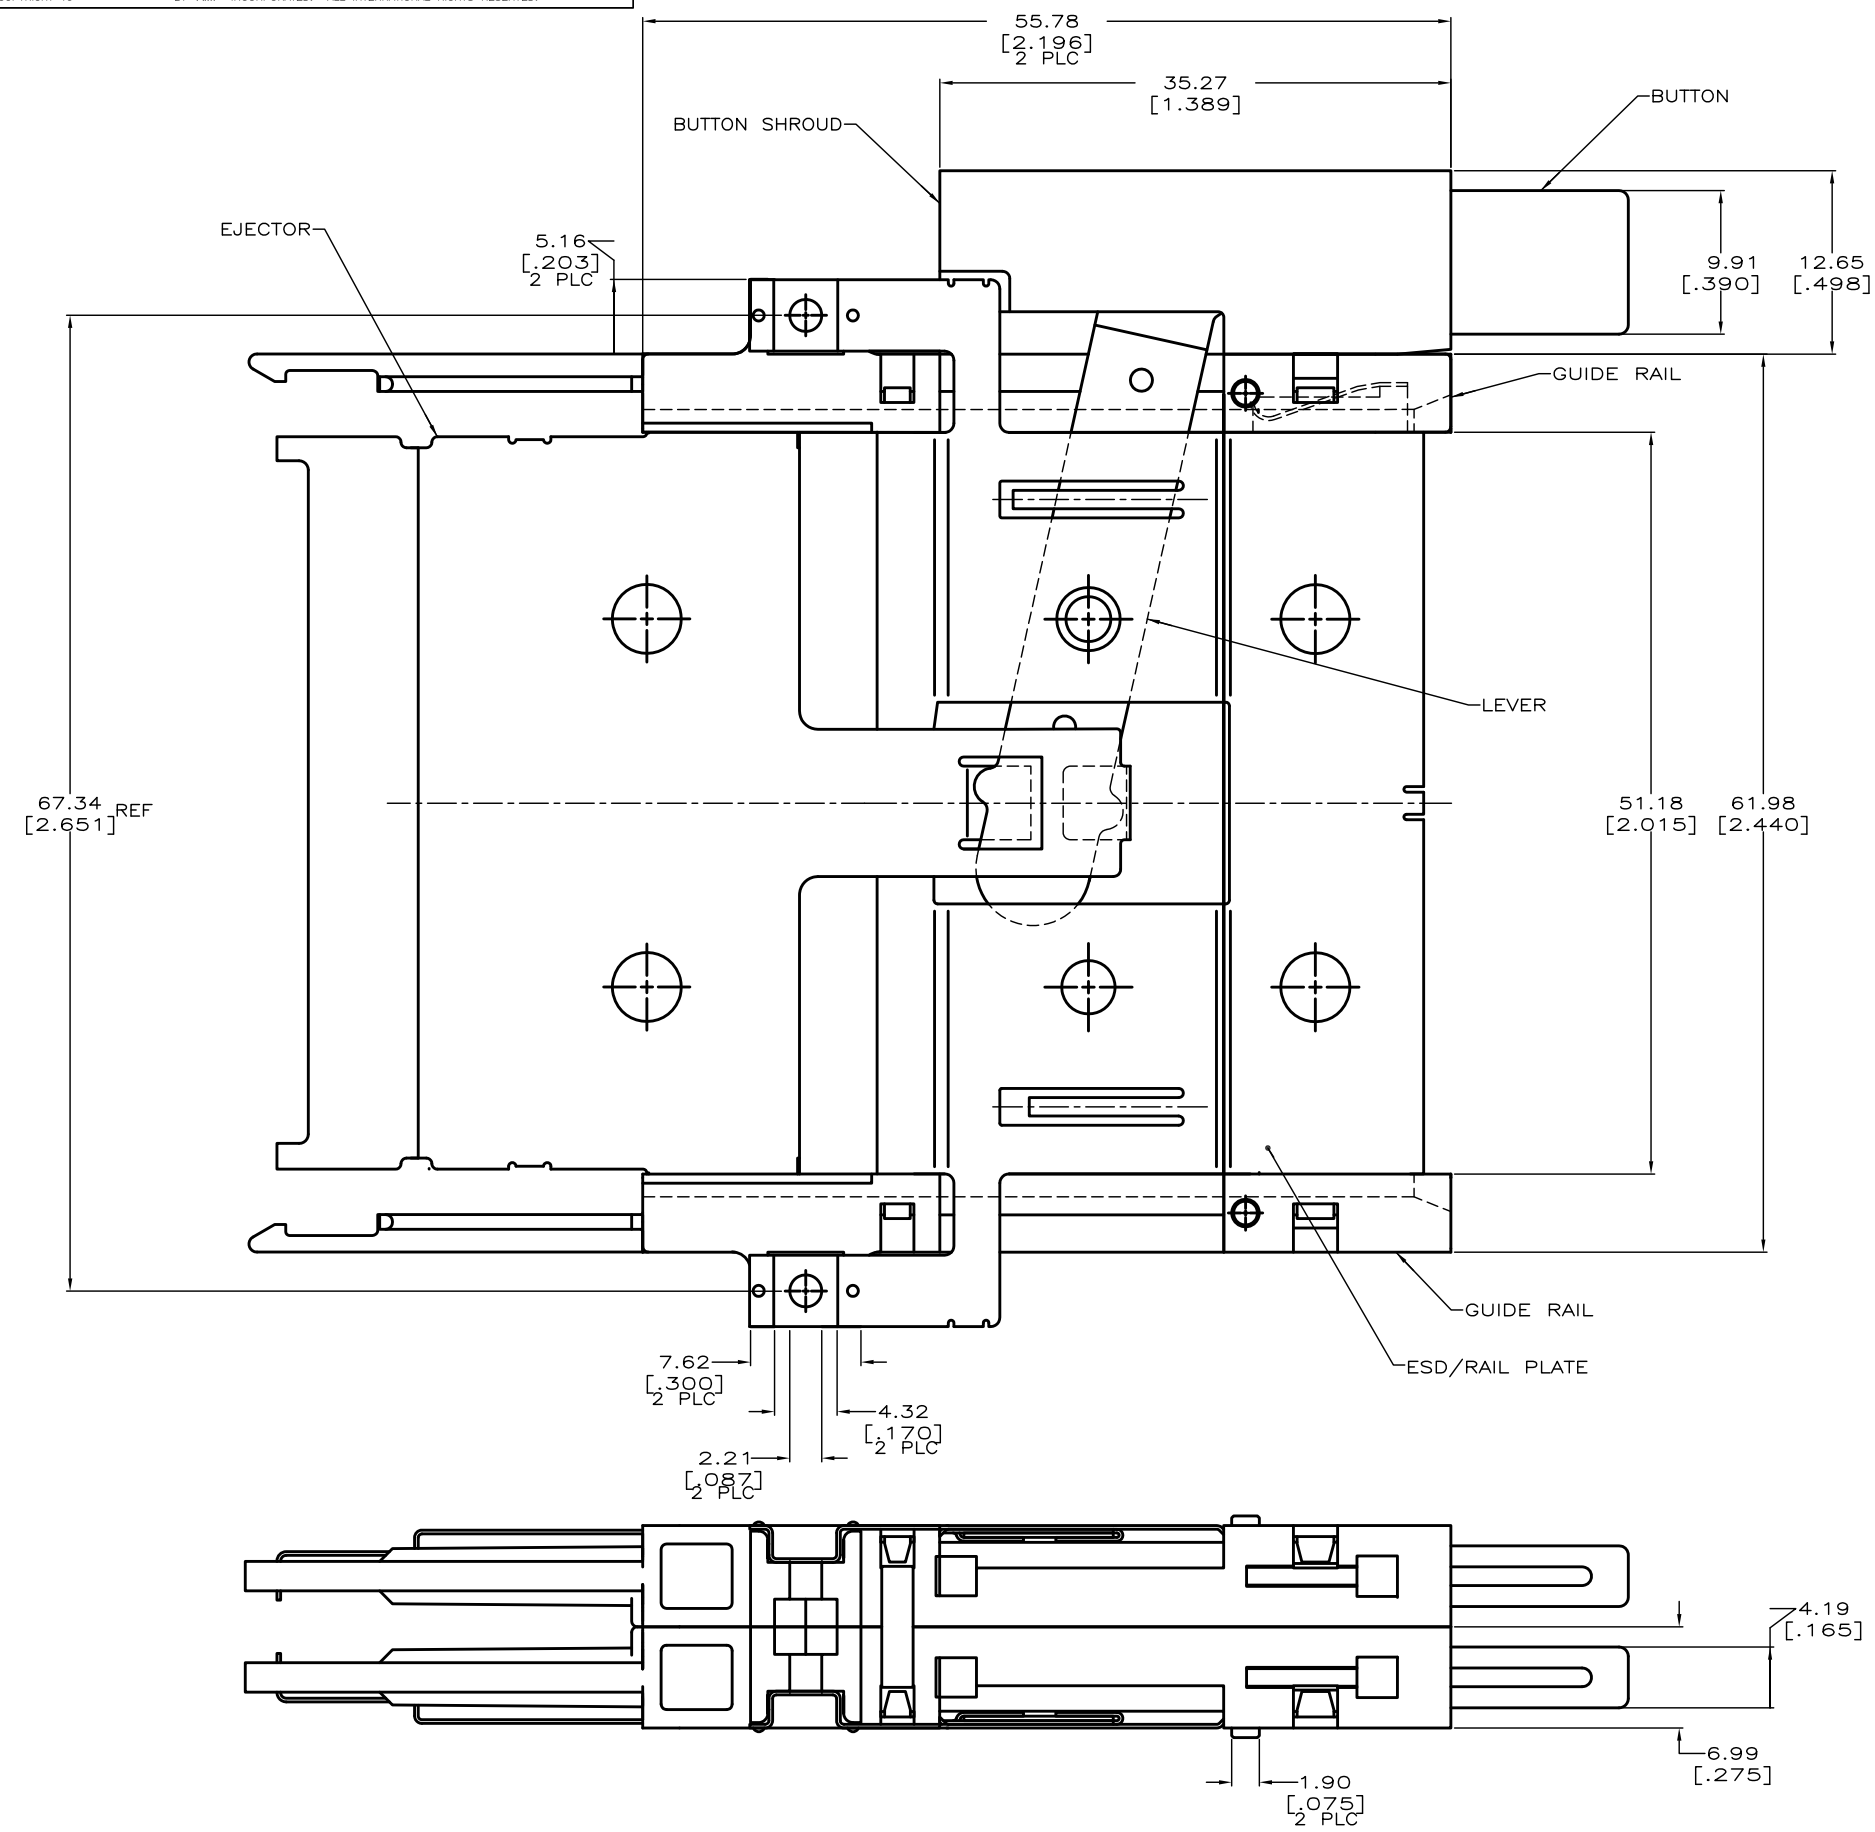 55.78
[2.196]
2 PLC
35.27
[1.389]
BUTTON
BUTTON SHROUD
EJECTOR
5.16
[.203]
2 PLC
9.91
[.390]
12.65
[.498]
GUIDE RAIL
LEVER
67.34 REF
[2.651]
51.18
[2.015]
61.98
[2.440]
GUIDE RAIL
ESD/RAIL PLATE
7.62
[.300]
2 PLC
4.32
[.170]
2 PLC
2.21
[.087]
2 PLC
4.19
[.165]
6.99
[.275]
1.90
[.075]
2 PLC